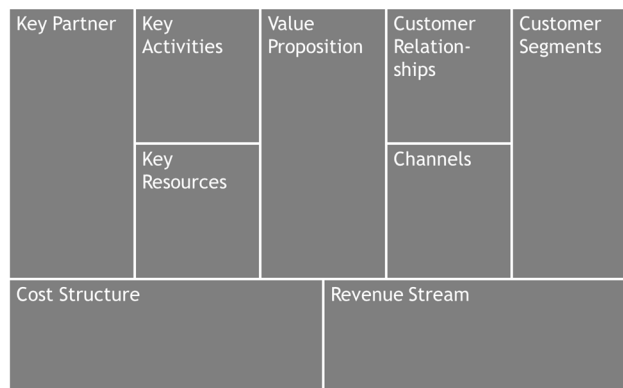 Key Partner
Key
Activities
Key
Resources
Value
Proposition
Customer
Relation-
ships
Channels
Customer
Segments
Cost Structure
Revenue Stream